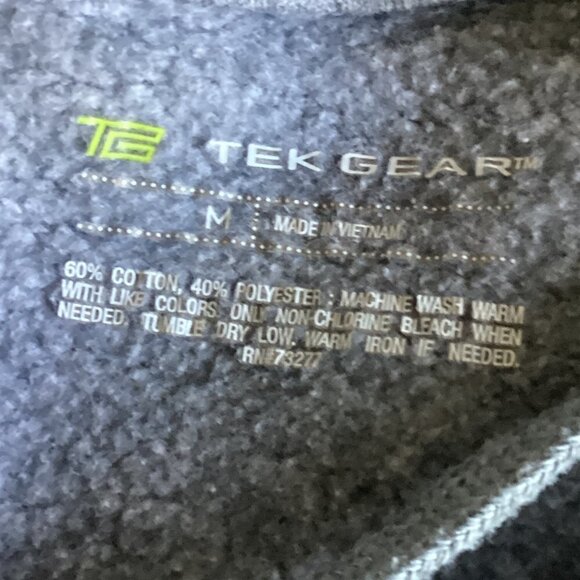 TG TEK GEAR™
M MADE IN VIETNAM
60% COTTON, 40% POLYESTER ; MACHINE WASH WARM
WITH LIKE COLORS. ONLY NON-CHLORINE BLEACH WHEN
NEEDED. TUMBLE DRY LOW. WARM IRON IF NEEDED.
RN#73277